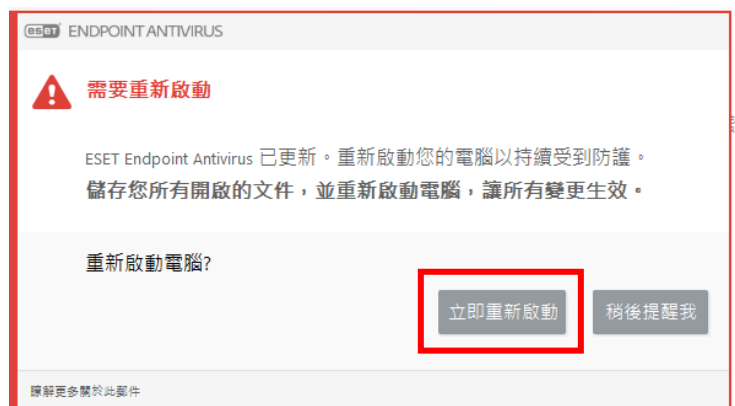 eseT ENDPOINT ANTIVIRUS
需要重新啟動
ESET Endpoint Antivirus 已更新。重新啟動您的電腦以持續受到防護。
儲存您所有開啟的文件，並重新啟動電腦，讓所有變更生效。
重新啟動電腦?
立即重新啟動 稍後提醒我
瞭解更多關於此郵件